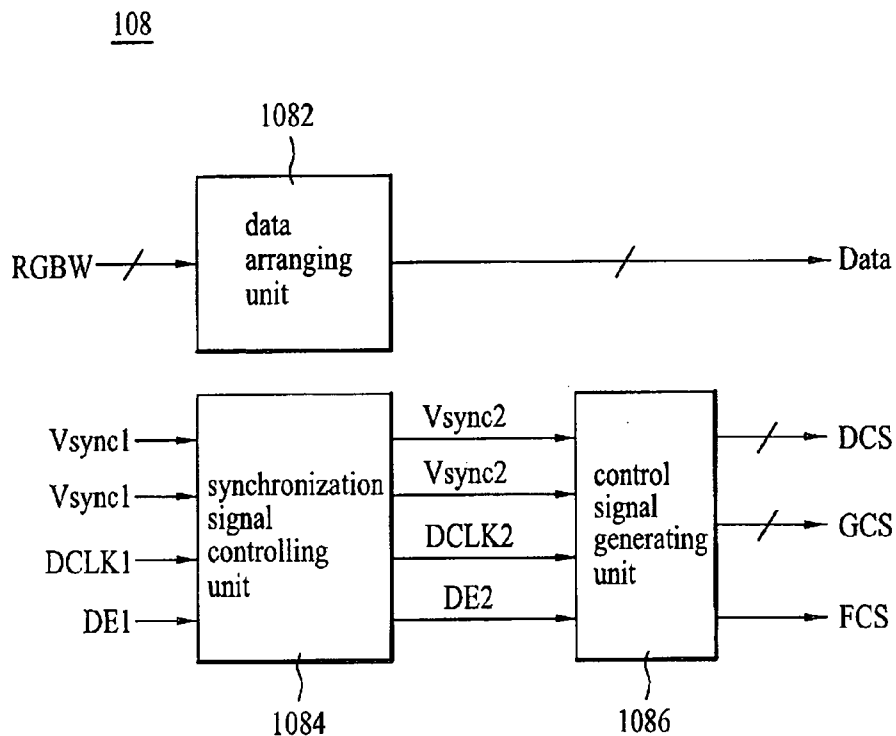 108
1082
data
arranging
unit
RGBW
Data
Vsync1
Vsync1
DCLK1
DE1
synchronization
signal
controlling
unit
Vsync2
Vsync2
DCLK2
DE2
control
signal
generating
unit
DCS
GCS
FCS
1084
1086